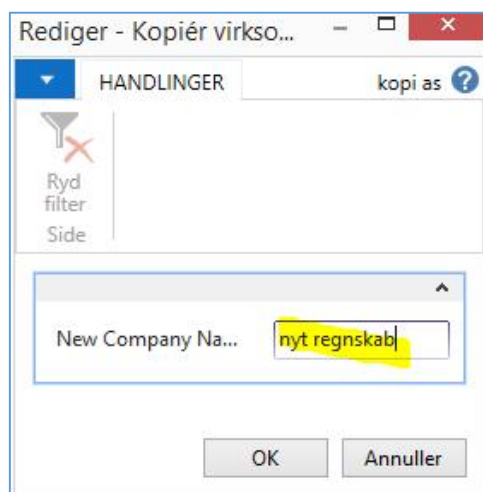 Rediger - Kopiér virkso...
HANDLINGER
kopi as
Ryd
filter
Side
New Company Na...
nyt regnskab
OK
Annuller